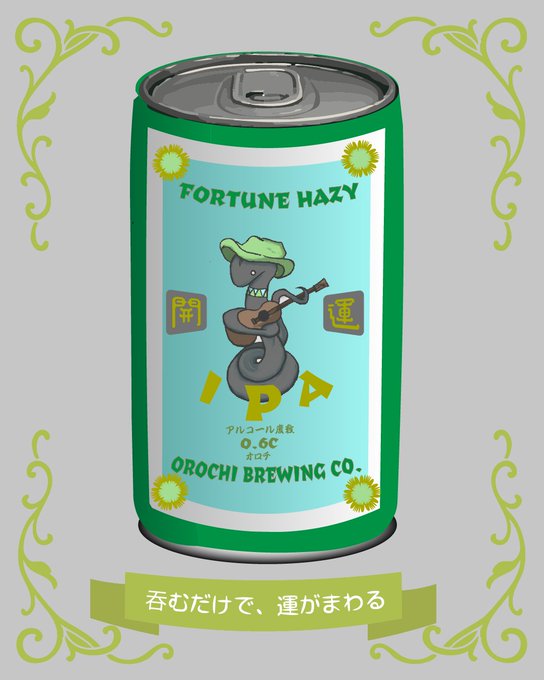 FORTUNE HAZY
開 運
IPA
アルコール度数
0.6C
オロチ
OROCHI BREWING CO.
呑むだけで、運がまわる